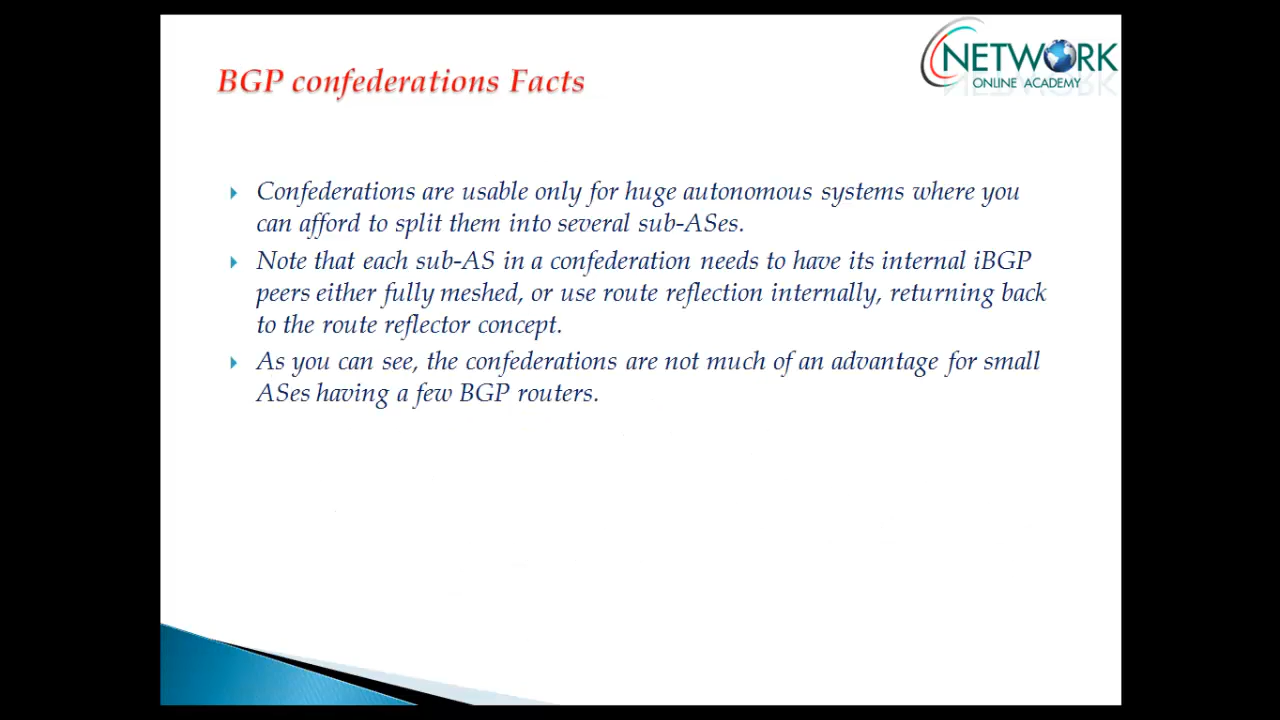 NETWORK
ONLINE ACADEMY
BGP confederations Facts
Confederations are usable only for huge autonomous systems where you
can afford to split them into several sub-ASes.
Note that each sub-AS in a confederation needs to have its internal iBGP
peers either fully meshed, or use route reflection internally, returning back
to the route reflector concept.
As you can see, the confederations are not much of an advantage for small
ASes having a few BGP routers.